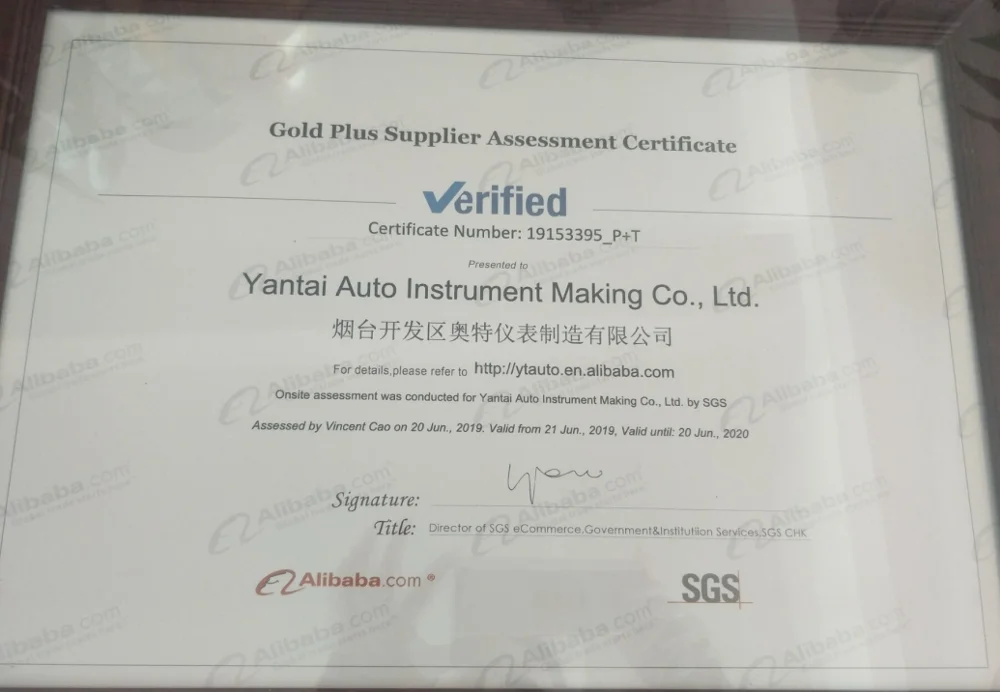 Gold Plus Supplier Assessment Certificate
Verified
Certificate Number: 19153395_P+T
Presented to
Yantai Auto Instrument Making Co., Ltd.
烟台开发区奥特仪表制造有限公司
For details,please refer to http://ytauto.en.alibaba.com
Onsite assessment was conducted for Yantai Auto Instrument Making Co., Ltd. by SGS
Assessed by Vincent Cao on 20 Jun., 2019. Valid from 21 Jun., 2019, Valid until: 20 Jun., 2020
Signature:
Title: Director of SGS eCommerce,Government&Institutiion Services,SGS CHK
Alibaba.com ®
SGS